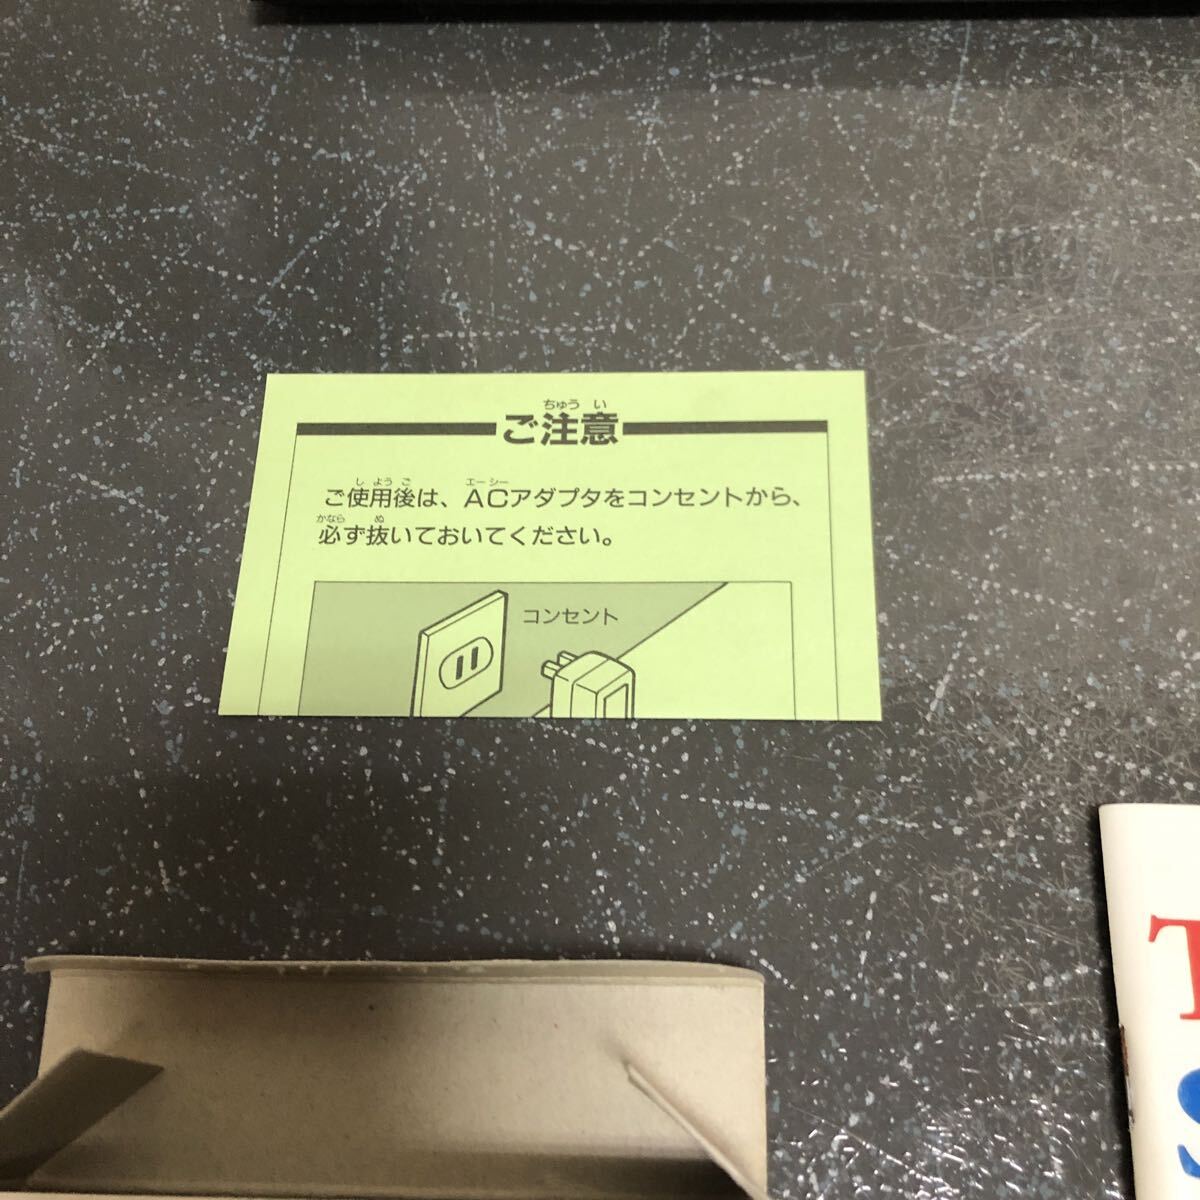 ちゅう い
ご注意
し よう ご エーシー
ご使用後は、ACアダプタをコンセントから、
かなら ぬ
必ず抜いておいてください。
コンセント
T
S